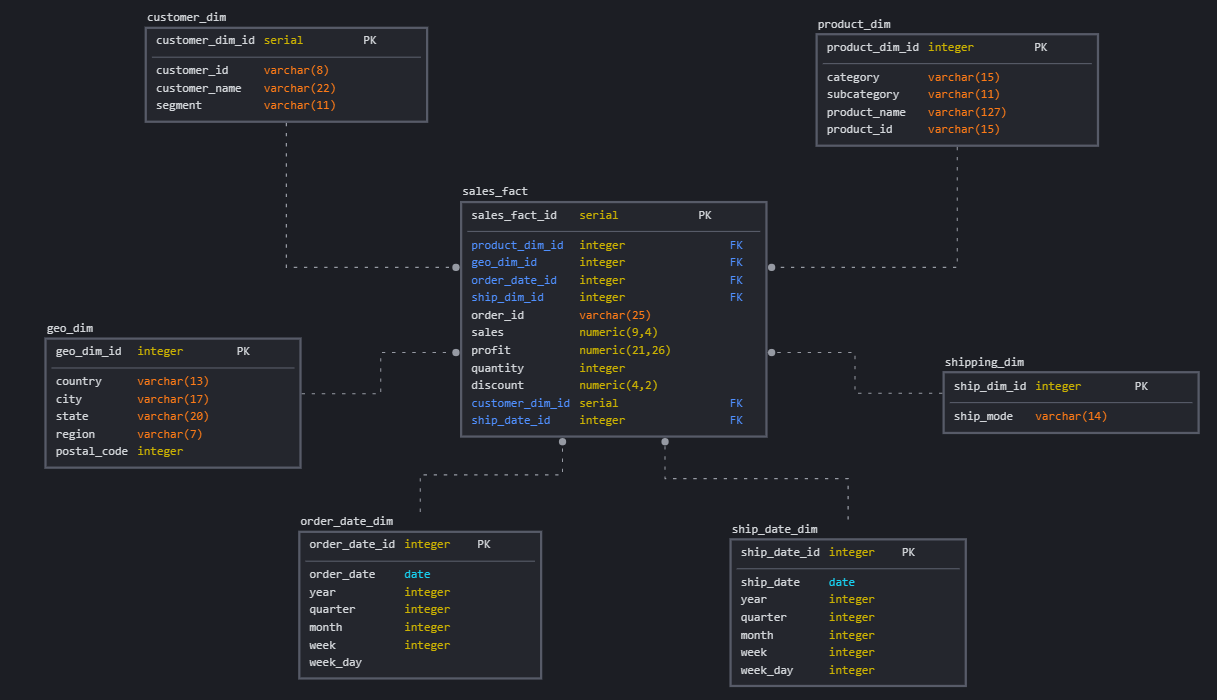 customer_dim
customer_dim_id serial PK
customer_id varchar(8)
customer_name varchar(22)
segment varchar(11)
product_dim
product_dim_id integer PK
category varchar(15)
subcategory varchar(11)
product_name varchar(127)
product_id varchar(15)
sales_fact
sales_fact_id serial PK
product_dim_id integer FK
geo_dim_id integer FK
order_date_id integer FK
ship_dim_id integer FK
order_id varchar(25)
sales numeric(9,4)
profit numeric(21,26)
quantity integer
discount numeric(4,2)
customer_dim_id serial FK
ship_date_id integer FK
geo_dim
geo_dim_id integer PK
country varchar(13)
city varchar(17)
state varchar(20)
region varchar(7)
postal_code integer
shipping_dim
ship_dim_id integer PK
ship_mode varchar(14)
order_date_dim
order_date_id integer PK
order_date date
year integer
quarter integer
month integer
week integer
week_day
ship_date_dim
ship_date_id integer PK
ship_date date
year integer
quarter integer
month integer
week integer
week_day integer